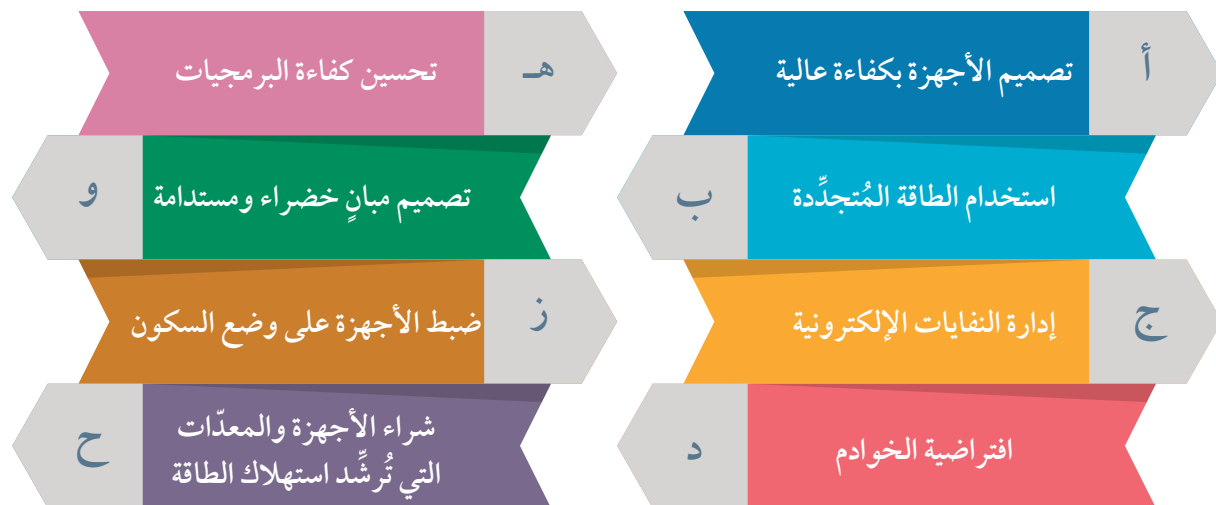 أ
تصميم الأجهزة بكفاءة عالية
ب
استخدام الطاقة المُتجدِّدة
ج
إدارة النفايات الإلكترونية
د
افتراضية الخوادم
هـ
تحسين كفاءة البرمجيات
و
تصميم مبانٍ خضراء ومستدامة
ز
ضبط الأجهزة على وضع السكون
ح
شراء الأجهزة والمعدّات
التي تُرشِّد استهلاك الطاقة